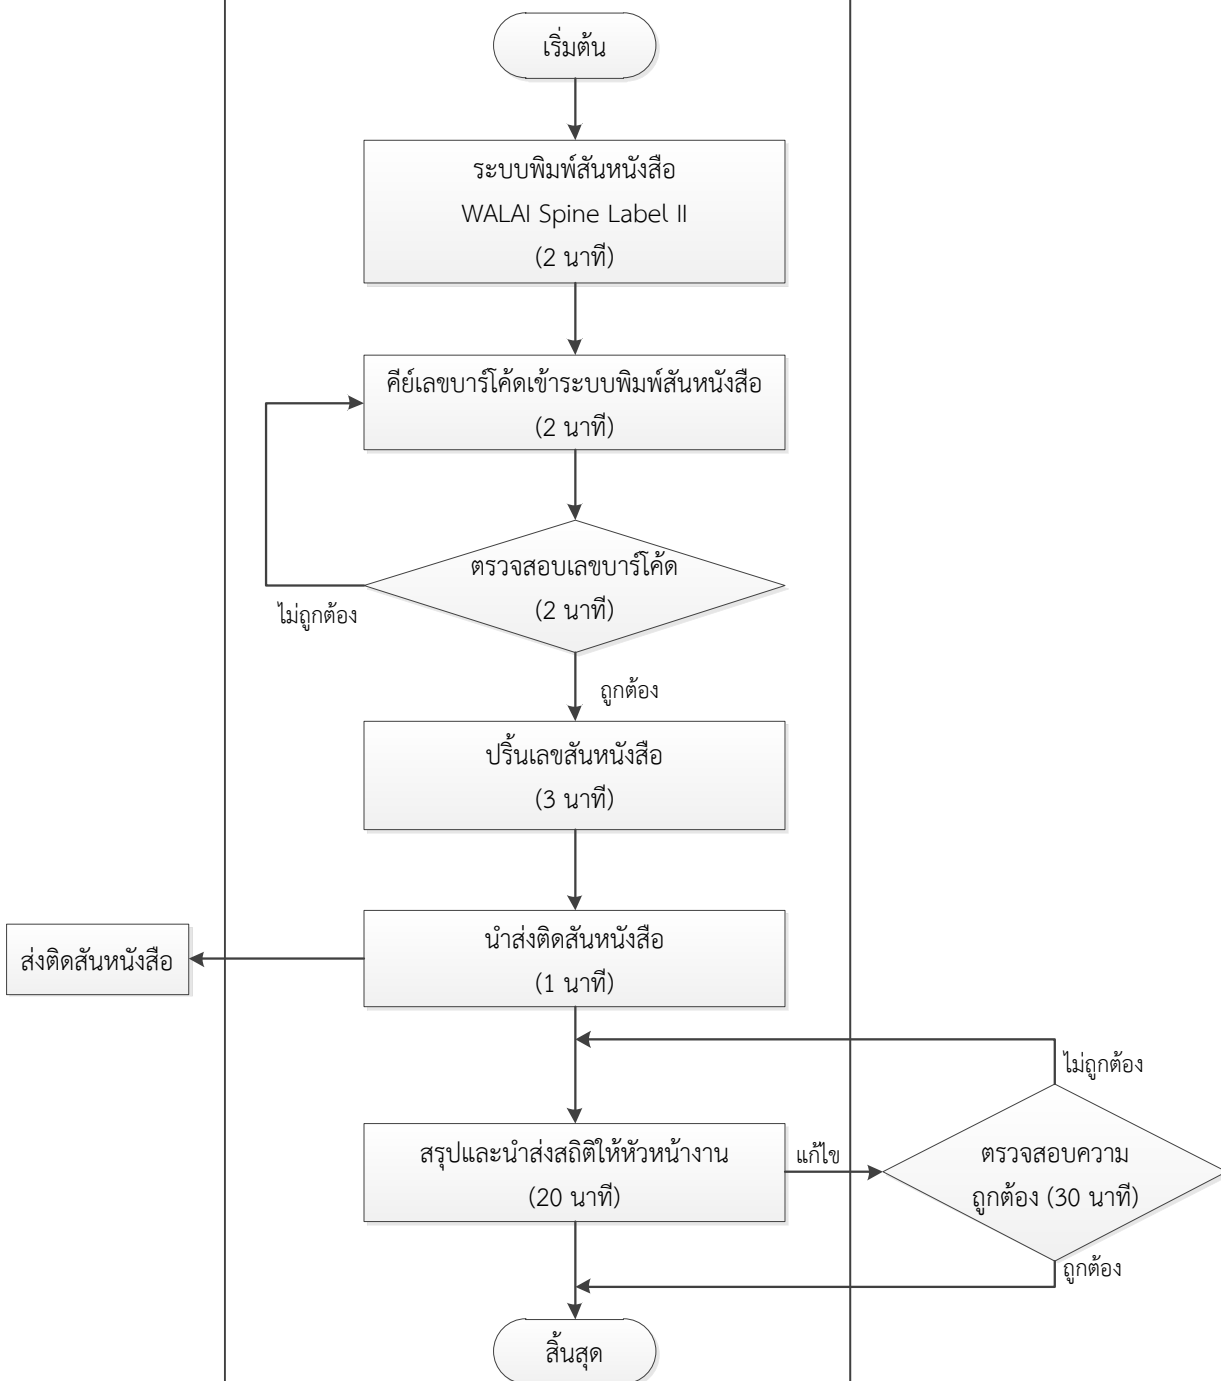 เริ่มต้น
ระบบพิมพ์สันหนังสือ
WALAI Spine Label II
(2 นาที)
คีย์เลขบาร์โค้ดเข้าระบบพิมพ์สันหนังสือ
(2 นาที)
ตรวจสอบเลขบาร์โค้ด
(2 นาที)
ไม่ถูกต้อง
ถูกต้อง
ปริ้นเลขสันหนังสือ
(3 นาที)
นำส่งติดสันหนังสือ
(1 นาที)
ส่งติดสันหนังสือ
ไม่ถูกต้อง
สรุปและนำส่งสถิติให้หัวหน้างาน
(20 นาที)
แก้ไข
ตรวจสอบความ
ถูกต้อง (30 นาที)
ถูกต้อง
สิ้นสุด